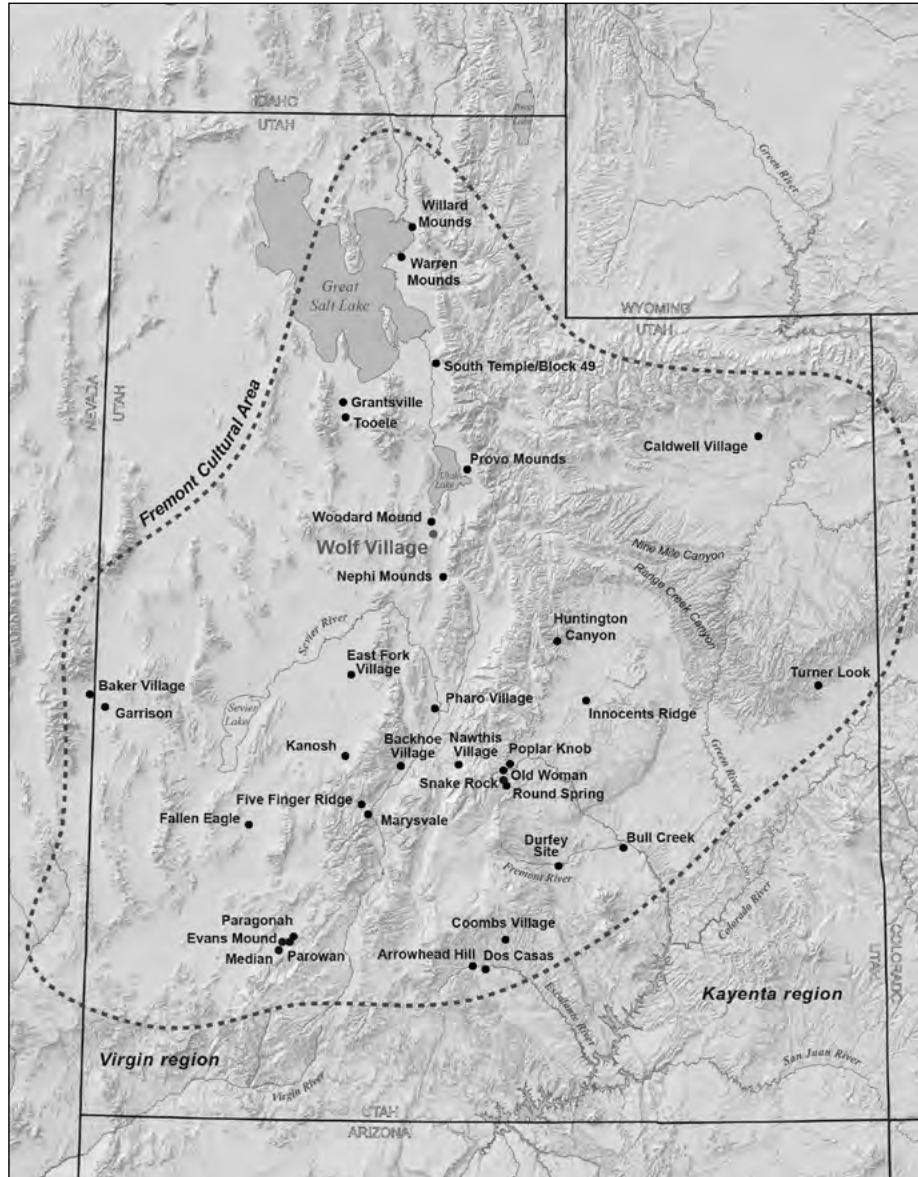 IDAHO
UTAH
Bear
Lake
Green River
Willard
Mounds
Warren
Mounds
Great
Salt Lake
WYOMING
UTAH
NEVADA
UTAH
South Temple/Block 49
Grantsville
Tooele
Fremont Cultural Area
Caldwell Village
Provo Mounds
Utah
Lake
Woodard Mound
Wolf Village
Nine Mile Canyon
Range Creek Canyon
Nephi Mounds
Huntington
Canyon
Sevier River
East Fork
Village
Turner Look
Baker Village
Garrison
Sevier
Lake
Pharo Village
Innocents Ridge
Kanosh
Backhoe
Village
Nawthis
Village
Poplar Knob
Old Woman
Snake Rock
Round Spring
Green River
Five Finger Ridge
Fallen Eagle
Marysvale
Durfey
Site
Bull Creek
Fremont River
Colorado River
Paragonah
Evans Mound
Median
Parowan
Coombs Village
Arrowhead Hill
Dos Casas
UTAH
COLORADO
Escalante River
Kayenta region
Virgin region
San Juan River
Virgin River
UTAH
ARIZONA